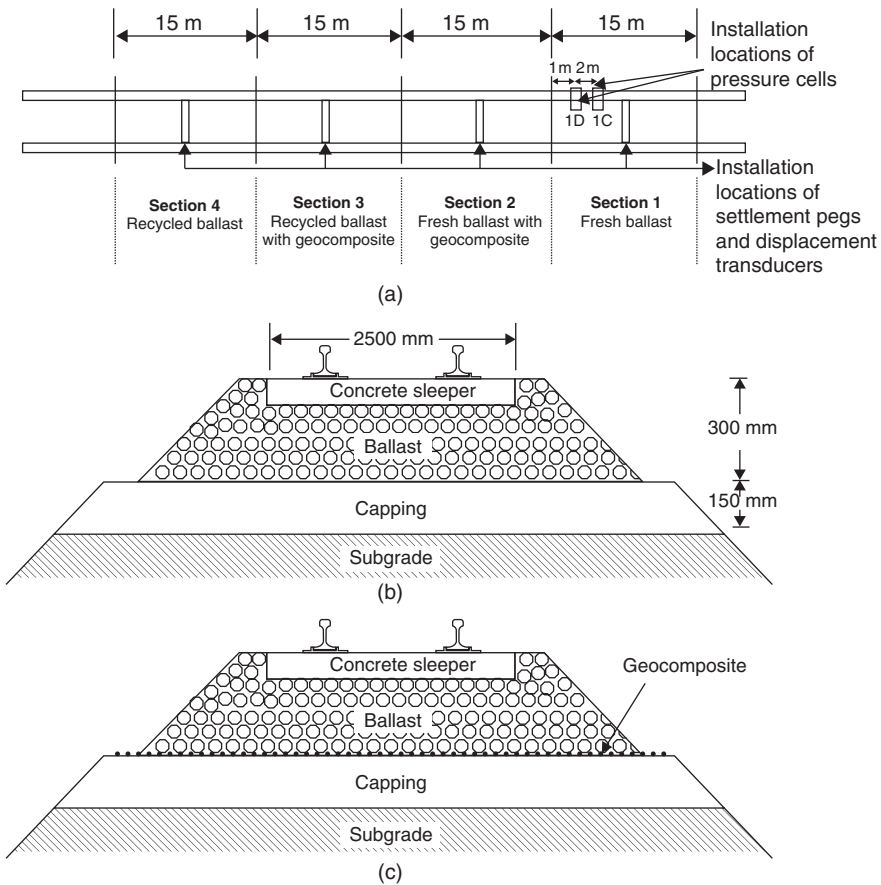 15 m
15 m
15 m
15 m
Installation
locations of
pressure cells
1 m 2 m
1D
1C
Installation
locations of
settlement pegs
and displacement
transducers
Section 4
Recycled ballast
Section 3
Recycled ballast
with geocomposite
Section 2
Fresh ballast with
geocomposite
Section 1
Fresh ballast
(a)
2500 mm
Concrete sleeper
Ballast
300 mm
150 mm
Capping
Subgrade
(b)
Concrete sleeper
Geocomposite
Ballast
Capping
Subgrade
(c)